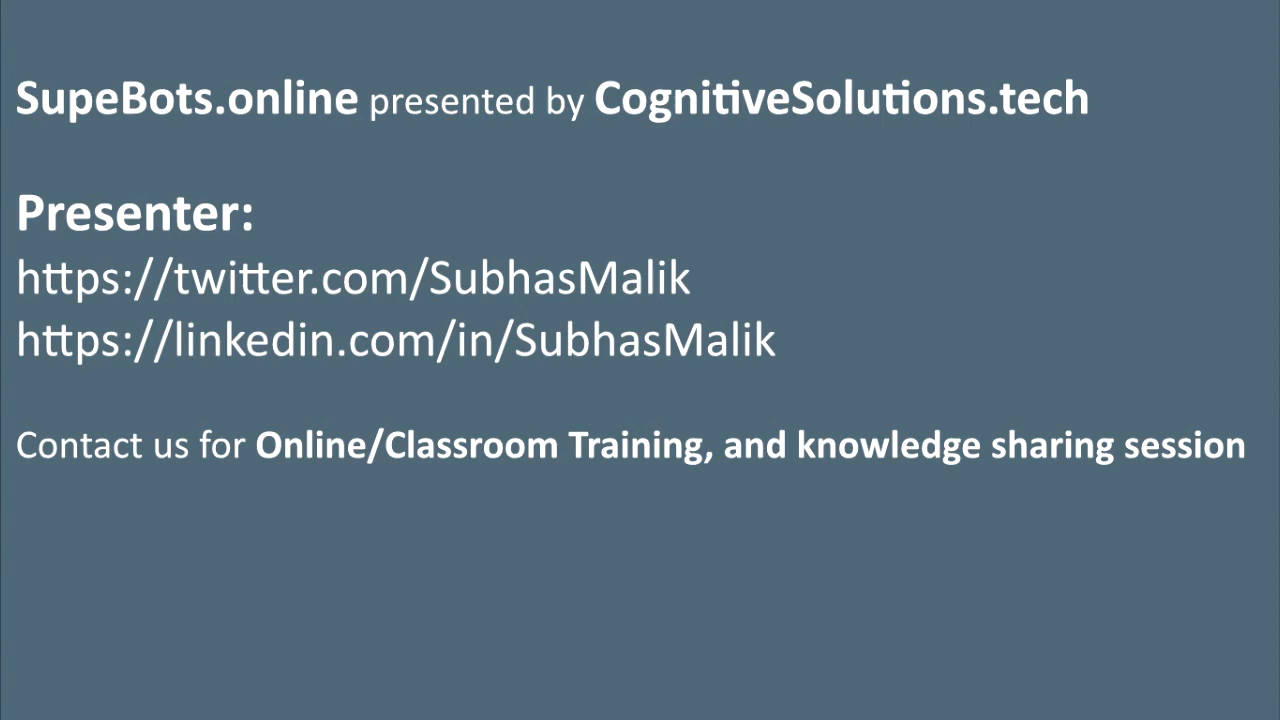 SupeBots.online presented by CognitiveSolutions.tech
Presenter:
https://twitter.com/SubhasMalik
https://linkedin.com/in/SubhasMalik
Contact us for Online/Classroom Training, and knowledge sharing session